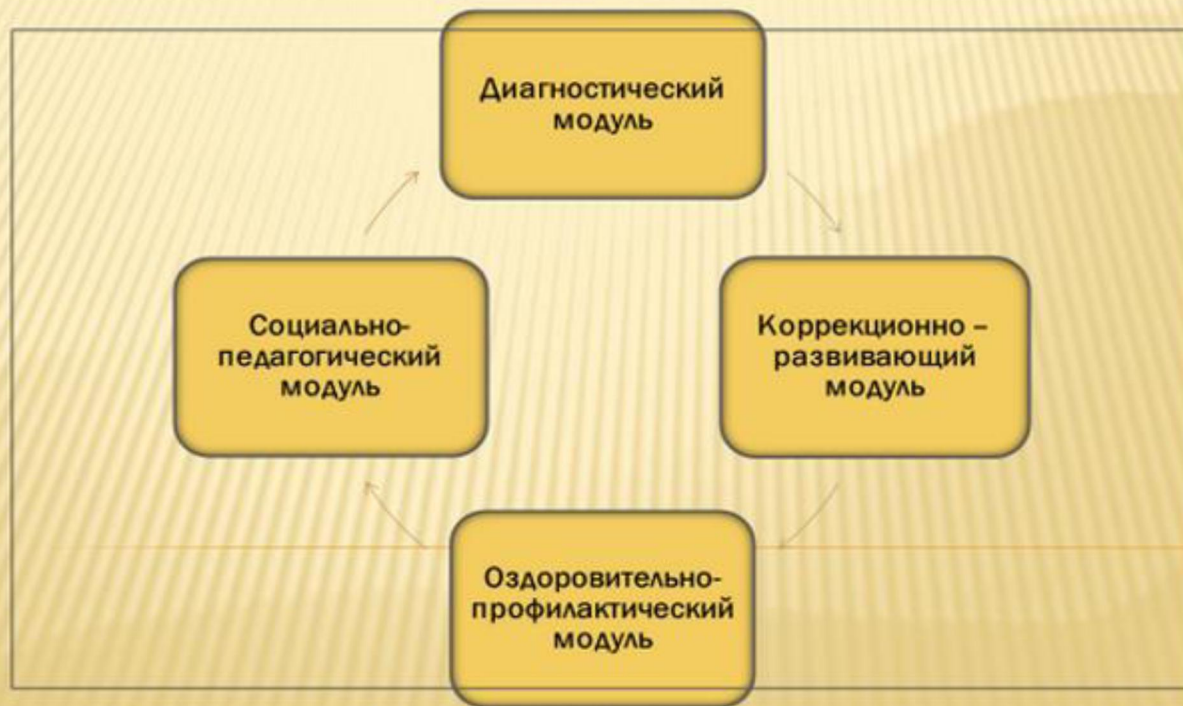 Диагностический
модуль
Социально-
педагогический
модуль
Коррекционно –
развивающий
модуль
Оздоровительно-
профилактический
модуль